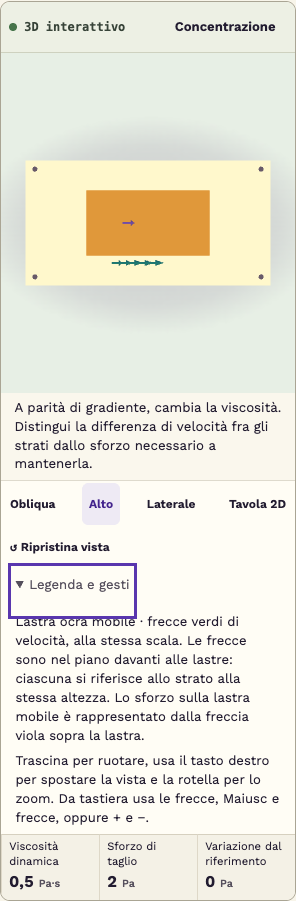 3D interattivo
Concentrazione
A parità di gradiente, cambia la viscosità.
Distingui la differenza di velocità fra gli
strati dallo sforzo necessario a
mantenerla.
Obliqua
Alto
Laterale
Tavola 2D
↺ Ripristina vista
▼ Legenda e gesti
Lastra ocra mobile · frecce verdi di
velocità, alla stessa scala. Le frecce
sono nel piano davanti alle lastre:
ciascuna si riferisce allo strato alla
stessa altezza. Lo sforzo sulla lastra
mobile è rappresentato dalla freccia
viola sopra la lastra.
Trascina per ruotare, usa il tasto destro
per spostare la vista e la rotella per lo
zoom. Da tastiera usa le frecce, Maiusc e
frecce, oppure + e −.
Viscosità
dinamica
0,5 Pa·s
Sforzo di
taglio
2 Pa
Variazione dal
riferimento
0 Pa